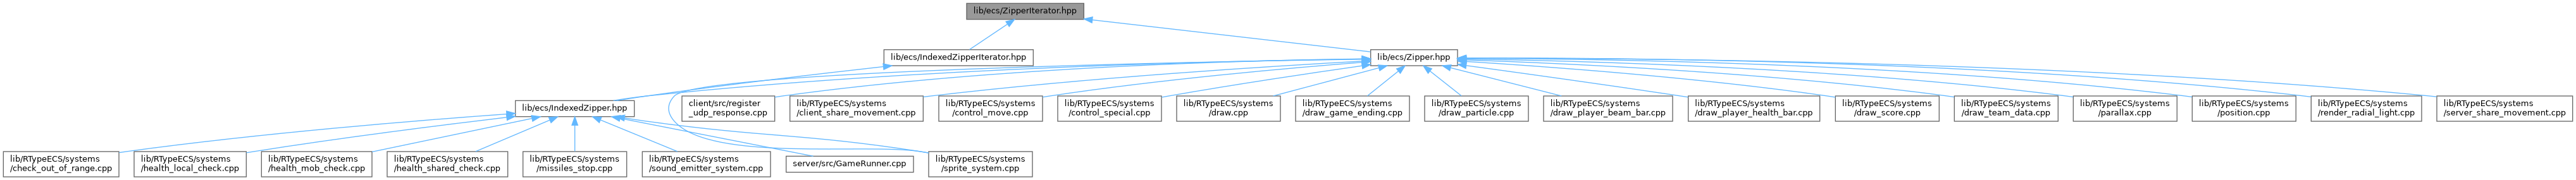 lib/ecs/ZipperIterator.hpp
lib/ecs/IndexedZipperIterator.hpp
lib/ecs/Zipper.hpp
lib/ecs/IndexedZipper.hpp
client/src/register
_udp_response.cpp
lib/RTypeECS/systems
/client_share_movement.cpp
lib/RTypeECS/systems
/control_move.cpp
lib/RTypeECS/systems
/control_special.cpp
lib/RTypeECS/systems
/draw.cpp
lib/RTypeECS/systems
/draw_game_ending.cpp
lib/RTypeECS/systems
/draw_particle.cpp
lib/RTypeECS/systems
/draw_player_beam_bar.cpp
lib/RTypeECS/systems
/draw_player_health_bar.cpp
lib/RTypeECS/systems
/draw_score.cpp
lib/RTypeECS/systems
/draw_team_data.cpp
lib/RTypeECS/systems
/parallax.cpp
lib/RTypeECS/systems
/position.cpp
lib/RTypeECS/systems
/render_radial_light.cpp
lib/RTypeECS/systems
/server_share_movement.cpp
lib/RTypeECS/systems
/check_out_of_range.cpp
lib/RTypeECS/systems
/health_local_check.cpp
lib/RTypeECS/systems
/health_mob_check.cpp
lib/RTypeECS/systems
/health_shared_check.cpp
lib/RTypeECS/systems
/missiles_stop.cpp
lib/RTypeECS/systems
/sound_emitter_system.cpp
server/src/GameRunner.cpp
lib/RTypeECS/systems
/sprite_system.cpp